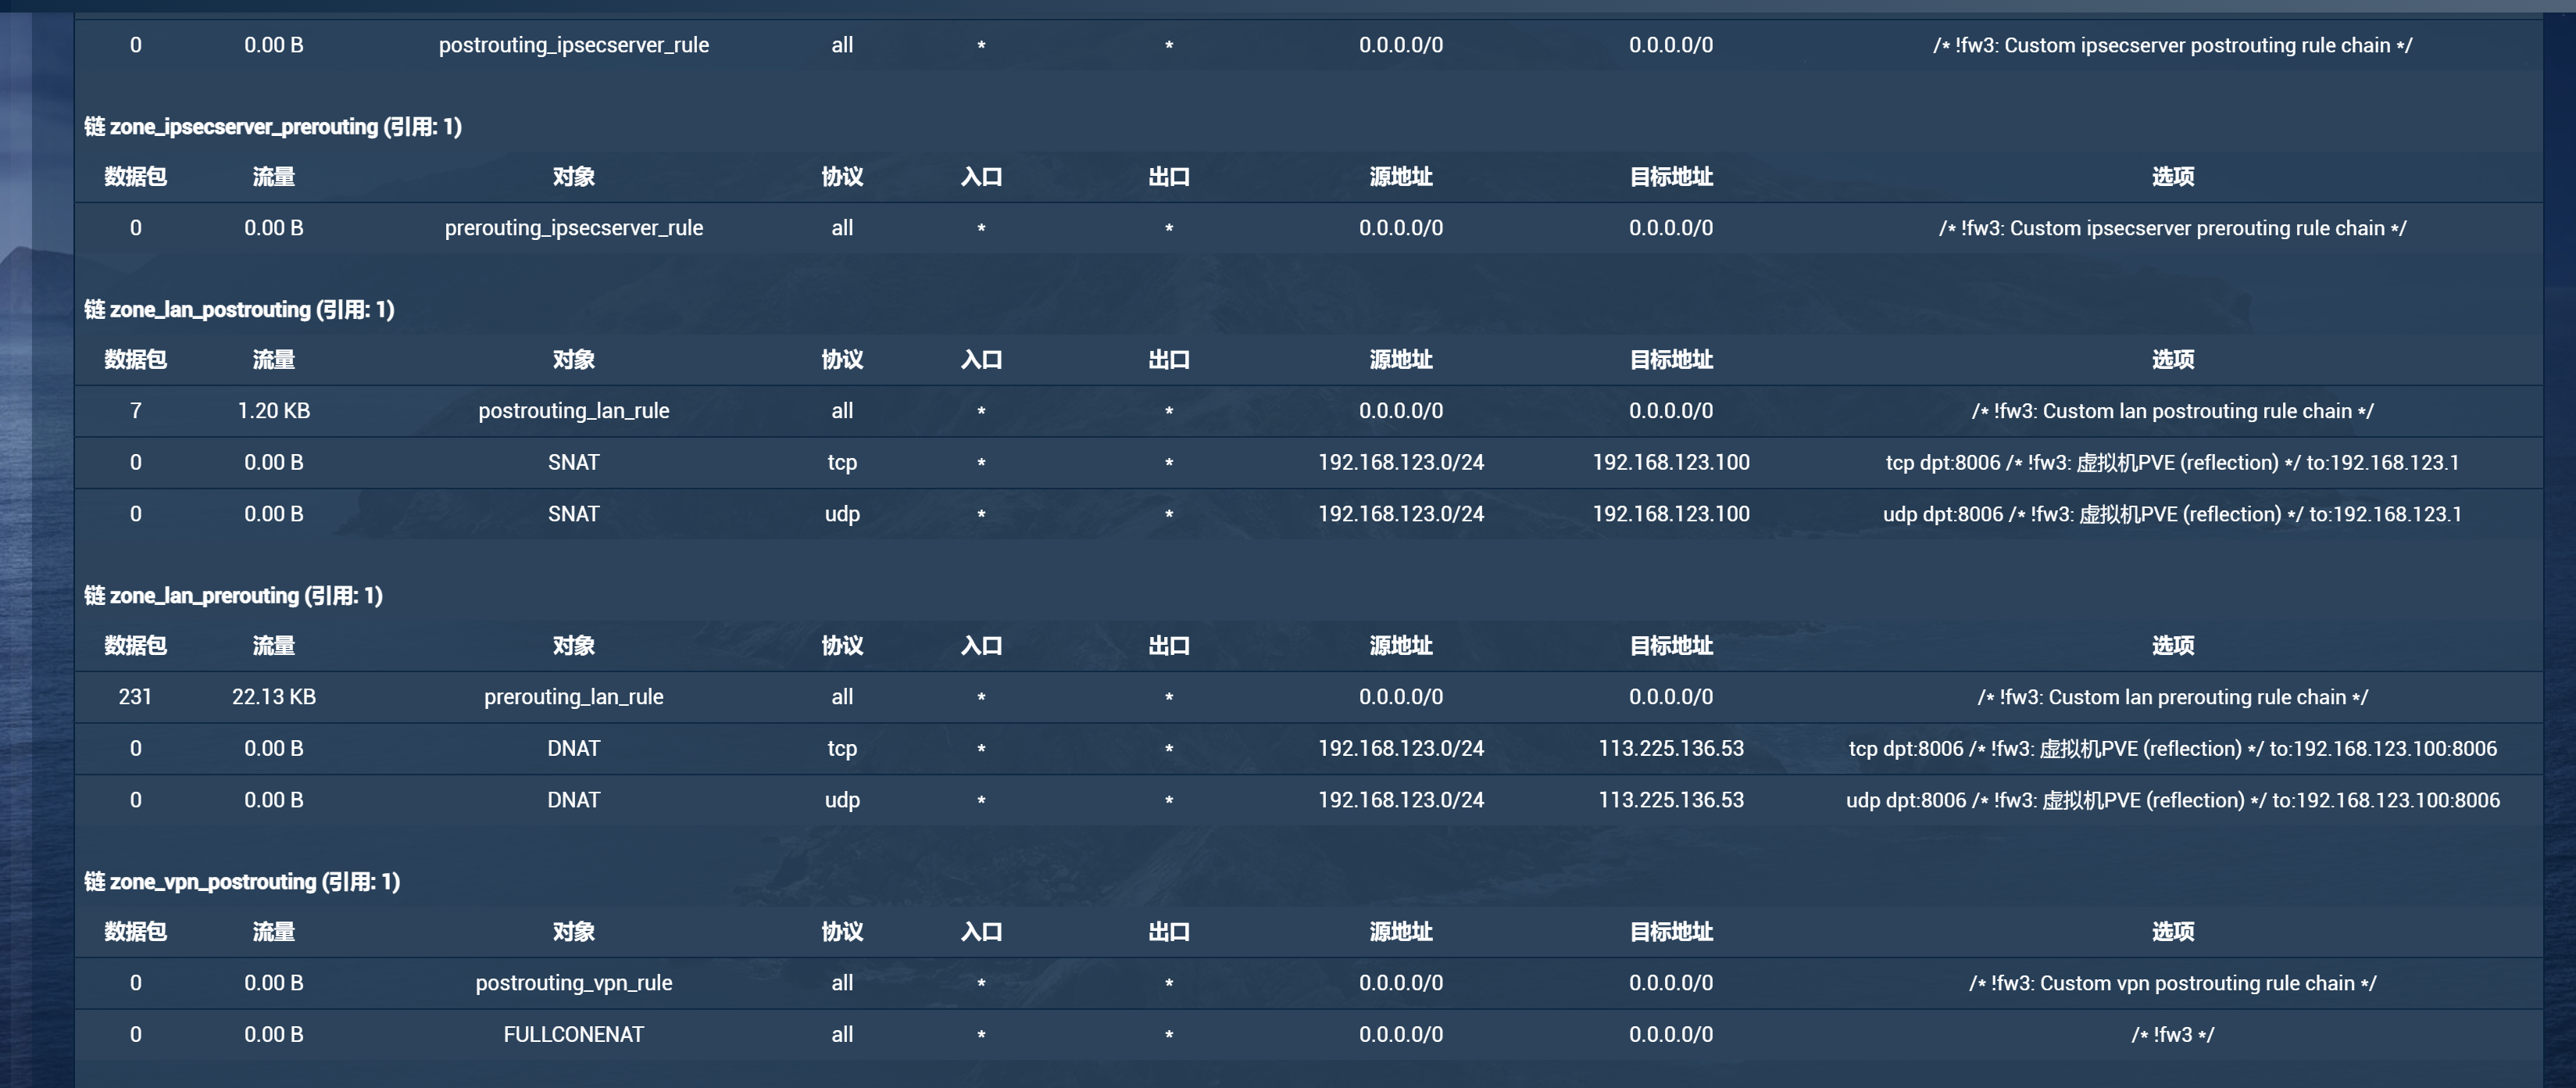 0 0.00 B postrouting_ipsecserver_rule all * * 0.0.0.0/0 0.0.0.0/0 /* !fw3: Custom ipsecserver postrouting rule chain */
链 zone_ipsecserver_prerouting (引用: 1)
数据包 流量 对象 协议 入口 出口 源地址 目标地址 选项
0 0.00 B prerouting_ipsecserver_rule all * * 0.0.0.0/0 0.0.0.0/0 /* !fw3: Custom ipsecserver prerouting rule chain */
链 zone_lan_postrouting (引用: 1)
数据包 流量 对象 协议 入口 出口 源地址 目标地址 选项
7 1.20 KB postrouting_lan_rule all * * 0.0.0.0/0 0.0.0.0/0 /* !fw3: Custom lan postrouting rule chain */
0 0.00 B SNAT tcp * * 192.168.123.0/24 192.168.123.100 tcp dpt:8006 /* !fw3: 虚拟机PVE (reflection) */ to:192.168.123.1
0 0.00 B SNAT udp * * 192.168.123.0/24 192.168.123.100 udp dpt:8006 /* !fw3: 虚拟机PVE (reflection) */ to:192.168.123.1
链 zone_lan_prerouting (引用: 1)
数据包 流量 对象 协议 入口 出口 源地址 目标地址 选项
231 22.13 KB prerouting_lan_rule all * * 0.0.0.0/0 0.0.0.0/0 /* !fw3: Custom lan prerouting rule chain */
0 0.00 B DNAT tcp * * 192.168.123.0/24 113.225.136.53 tcp dpt:8006 /* !fw3: 虚拟机PVE (reflection) */ to:192.168.123.100:8006
0 0.00 B DNAT udp * * 192.168.123.0/24 113.225.136.53 udp dpt:8006 /* !fw3: 虚拟机PVE (reflection) */ to:192.168.123.100:8006
链 zone_vpn_postrouting (引用: 1)
数据包 流量 对象 协议 入口 出口 源地址 目标地址 选项
0 0.00 B postrouting_vpn_rule all * * 0.0.0.0/0 0.0.0.0/0 /* !fw3: Custom vpn postrouting rule chain */
0 0.00 B FULLCONENAT all * * 0.0.0.0/0 0.0.0.0/0 /* !fw3 */